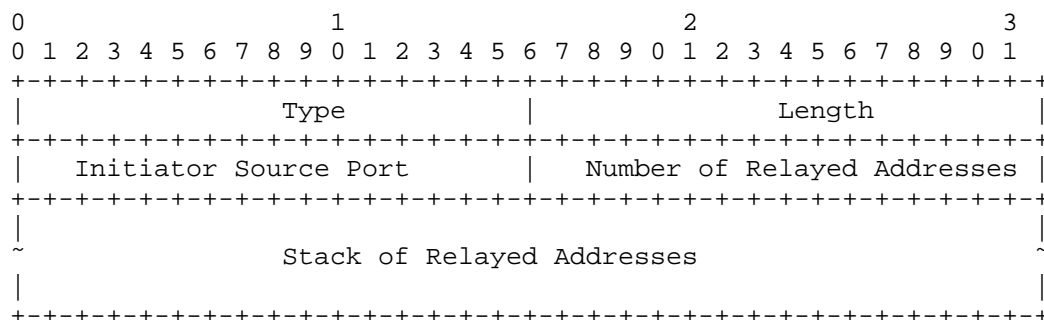 0                   1                   2                   3
0 1 2 3 4 5 6 7 8 9 0 1 2 3 4 5 6 7 8 9 0 1 2 3 4 5 6 7 8 9 0 1
+-+-+-+-+-+-+-+-+-+-+-+-+-+-+-+-+-+-+-+-+-+-+-+-+-+-+-+-+-+-+-+-+
|               Type            |              Length           |
+-+-+-+-+-+-+-+-+-+-+-+-+-+-+-+-+-+-+-+-+-+-+-+-+-+-+-+-+-+-+-+-+
|   Initiator Source Port       |   Number of Relayed Addresses |
+-+-+-+-+-+-+-+-+-+-+-+-+-+-+-+-+-+-+-+-+-+-+-+-+-+-+-+-+-+-+-+-+
|                                                               |
~               Stack of Relayed Addresses                      ~
|                                                               |
+-+-+-+-+-+-+-+-+-+-+-+-+-+-+-+-+-+-+-+-+-+-+-+-+-+-+-+-+-+-+-+-+